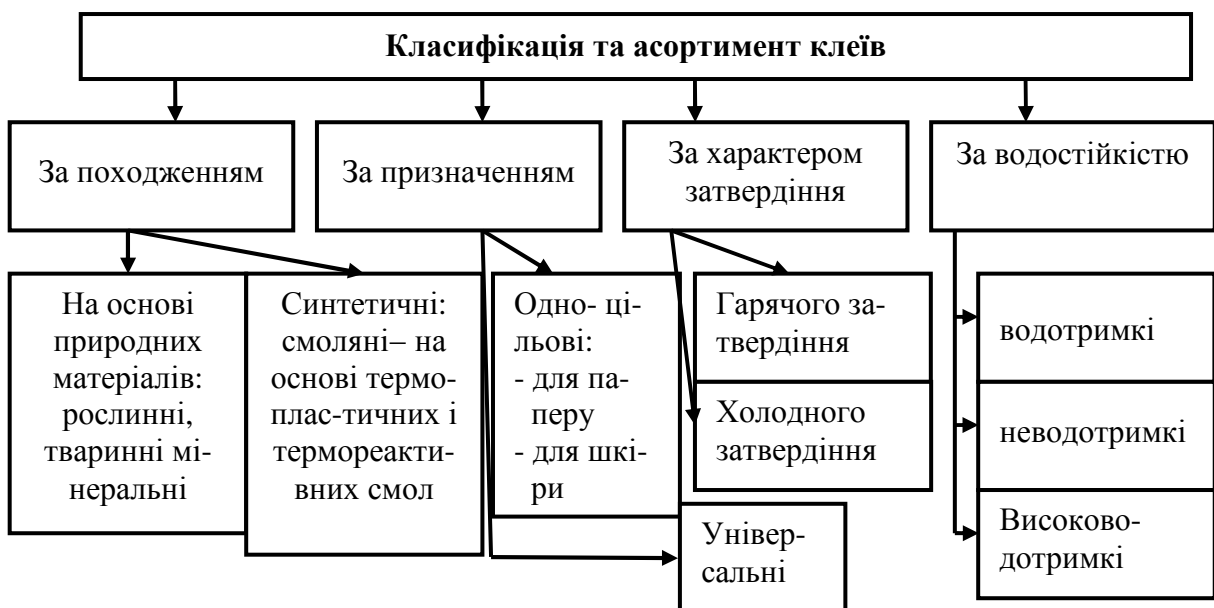 Класифікація та асортимент клеїв
За походженням
За призначенням
За характером
затвердіння
За водостійкістю
На основі
природних
матеріалів:
рослинні,
тваринні мі-
неральні
Синтетичні:
смоляні– на
основі термо-
плас-тичних і
термореакти-
вних смол
Одно- ці-
льові:
- для па-
перу
- для шкі-
ри
Універ-
сальні
Гарячого за-
твердіння
Холодного
затвердіння
водотримкі
неводотримкі
Високово-
дотримкі